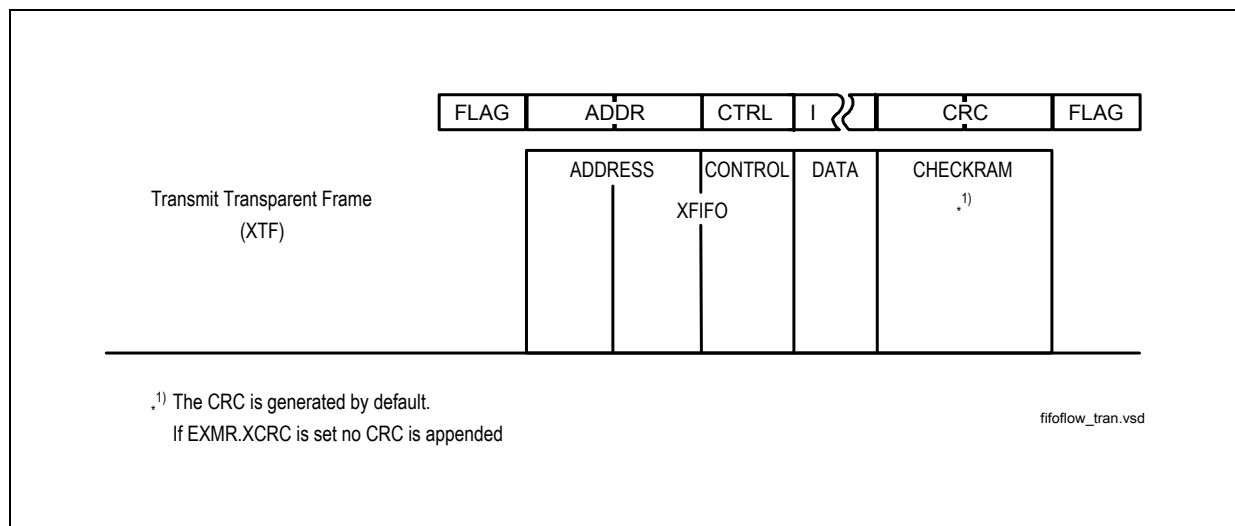 FLAG ADDR CTRL I CRC FLAG
ADDRESS CONTROL DATA CHECKRAM
XFIFO *1)
Transmit Transparent Frame
(XTF)
*1) The CRC is generated by default.
If EXMR.XCRC is set no CRC is appended
fifoflow_tran.vsd